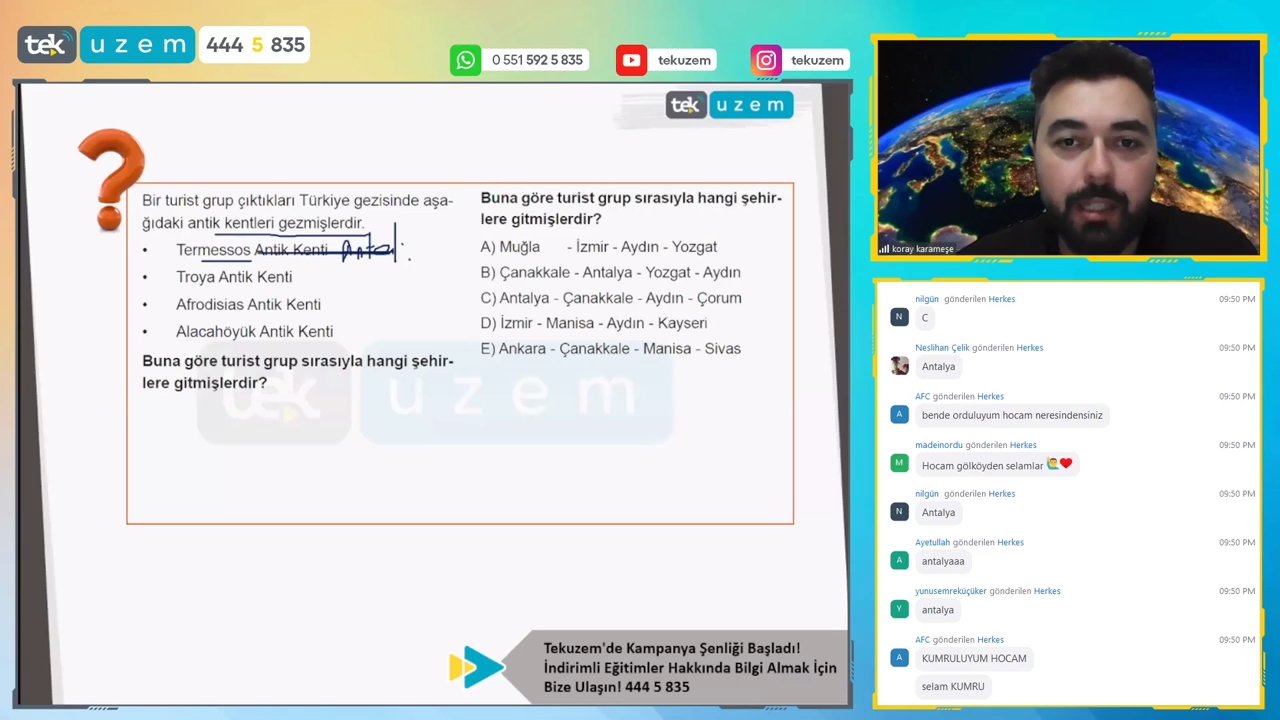 tek uzem 444 5 835
0 551 592 5 835
tekuzem
tekuzem
tek uzem
Bir turist grup çıktıkları Türkiye gezisinde aşa-
ğıdaki antik kentleri gezmişlerdir.
• Termessos Antik Kenti Antal
• Troya Antik Kenti
• Afrodisias Antik Kenti
• Alacahöyük Antik Kenti
Buna göre turist grup sırasıyla hangi şehir-
lere gitmişlerdir?
Buna göre turist grup sırasıyla hangi şehir-
lere gitmişlerdir?
A) Muğla - İzmir - Aydın - Yozgat
B) Çanakkale - Antalya - Yozgat - Aydın
C) Antalya - Çanakkale - Aydın - Çorum
D) İzmir - Manisa - Aydın - Kayseri
E) Ankara - Çanakkale - Manisa - Sivas
tek uzem
Tekuzem'de Kampanya Şenliği Başladı!
İndirimli Eğitimler Hakkında Bilgi Almak İçin
Bize Ulaşın! 444 5 835
koray karameşe
nilgün gönderilen Herkes 09:50 PM
N C
Neslihan Çelik gönderilen Herkes 09:50 PM
Antalya
AFC gönderilen Herkes 09:50 PM
A bende orduluyum hocam neresindensiniz
madeinordu gönderilen Herkes 09:50 PM
M Hocam gölköyden selamlar 🙋‍♂️❤️
nilgün gönderilen Herkes 09:50 PM
N Antalya
Ayetullah gönderilen Herkes 09:50 PM
A antalyaaa
yunusemreküçüker gönderilen Herkes 09:50 PM
Y antalya
AFC gönderilen Herkes 09:50 PM
A KUMRULUYUM HOCAM
selam KUMRU